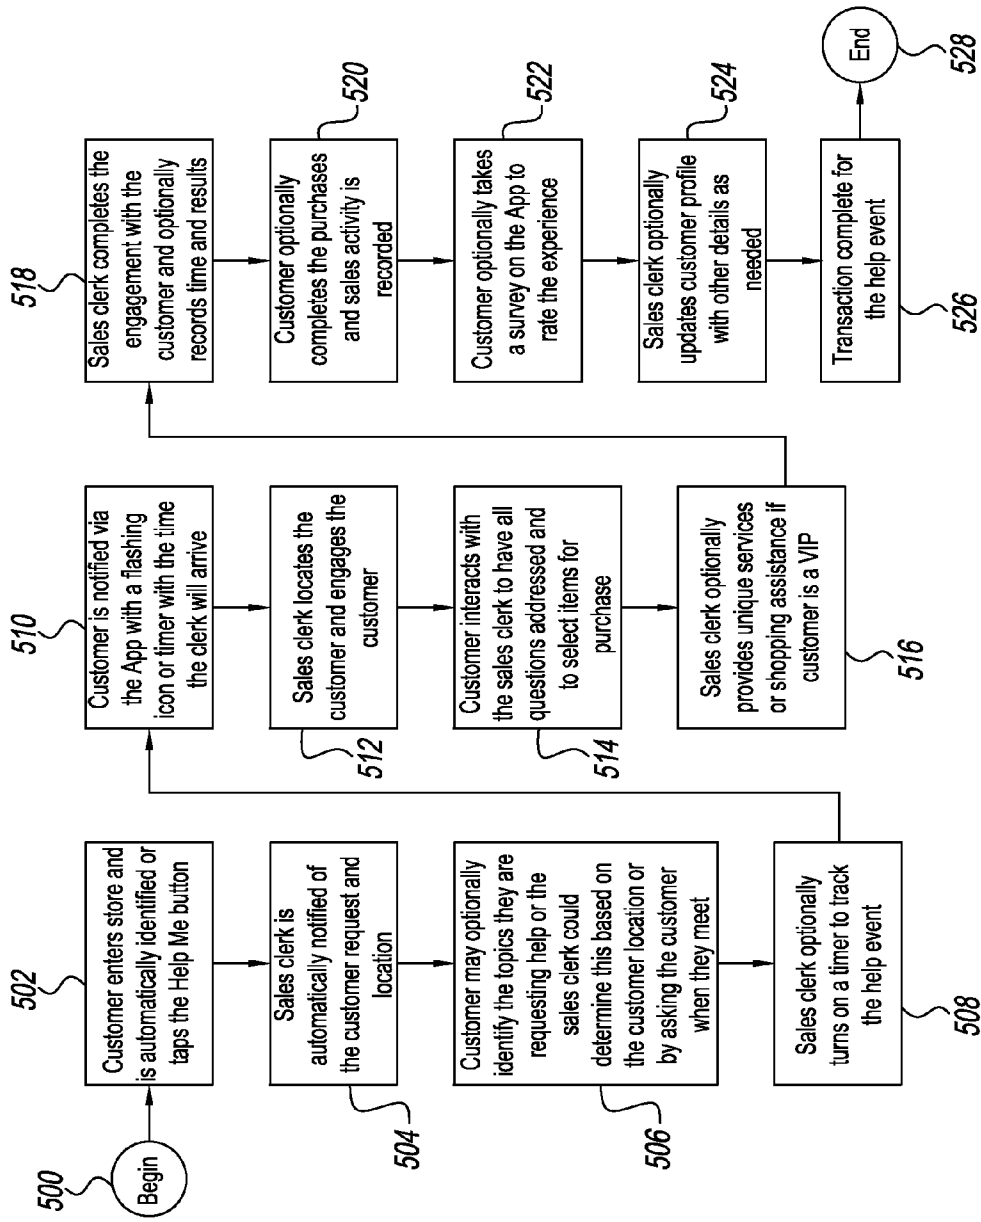 500
Begin
502
Customer enters store and
is automatically identified or
taps the Help Me button
Sales clerk is
automatically notified of
the customer request and
location
504
Customer may optionally
identify the topics they are
requesting help or the
sales clerk could
determine this based on
the customer location or
by asking the customer
when they meet
506
Sales clerk optionally
turns on a timer to track
the help event
508
510
Customer is notified via
the App with a flashing
icon or timer with the time
the clerk will arrive
Sales clerk locates the
customer and engages the
customer
512
Customer interacts with
the sales clerk to have all
questions addressed and
to select items for
purchase
514
Sales clerk optionally
provides unique services
or shopping assistance if
customer is a VIP
516
518
Sales clerk completes the
engagement with the
customer and optionally
records time and results
Customer optionally
completes the purchases
and sales activity is
recorded
520
Customer optionally takes
a survey on the App to
rate the experience
522
Sales clerk optionally
updates customer profile
with other details as
needed
524
Transaction complete for
the help event
526
End
528